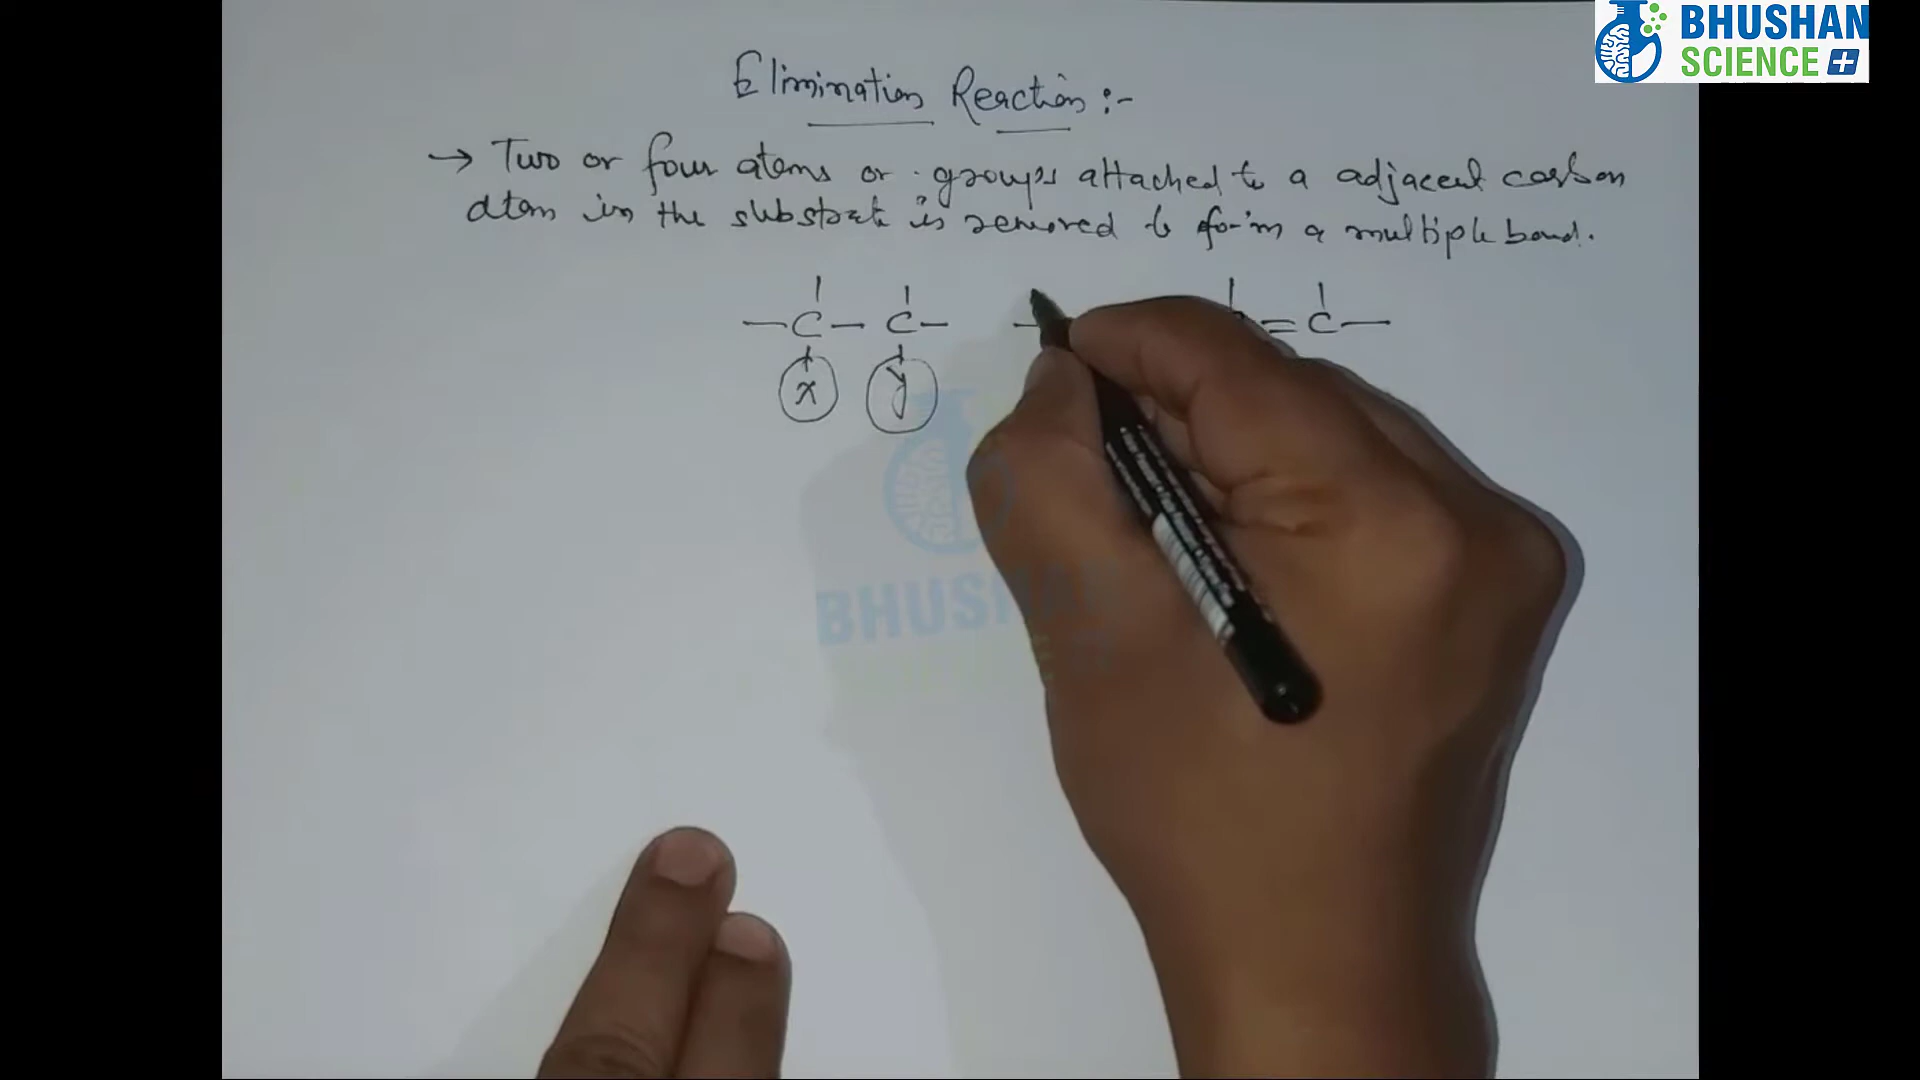 BHUSHAN
SCIENCE +
Elimination Reaction :-
→ Two or four atoms or groups attached to a adjacent carbon
atom in the substrate is removed to form a multiple bond.
— C — C — = C —
x y
BHUSHAN